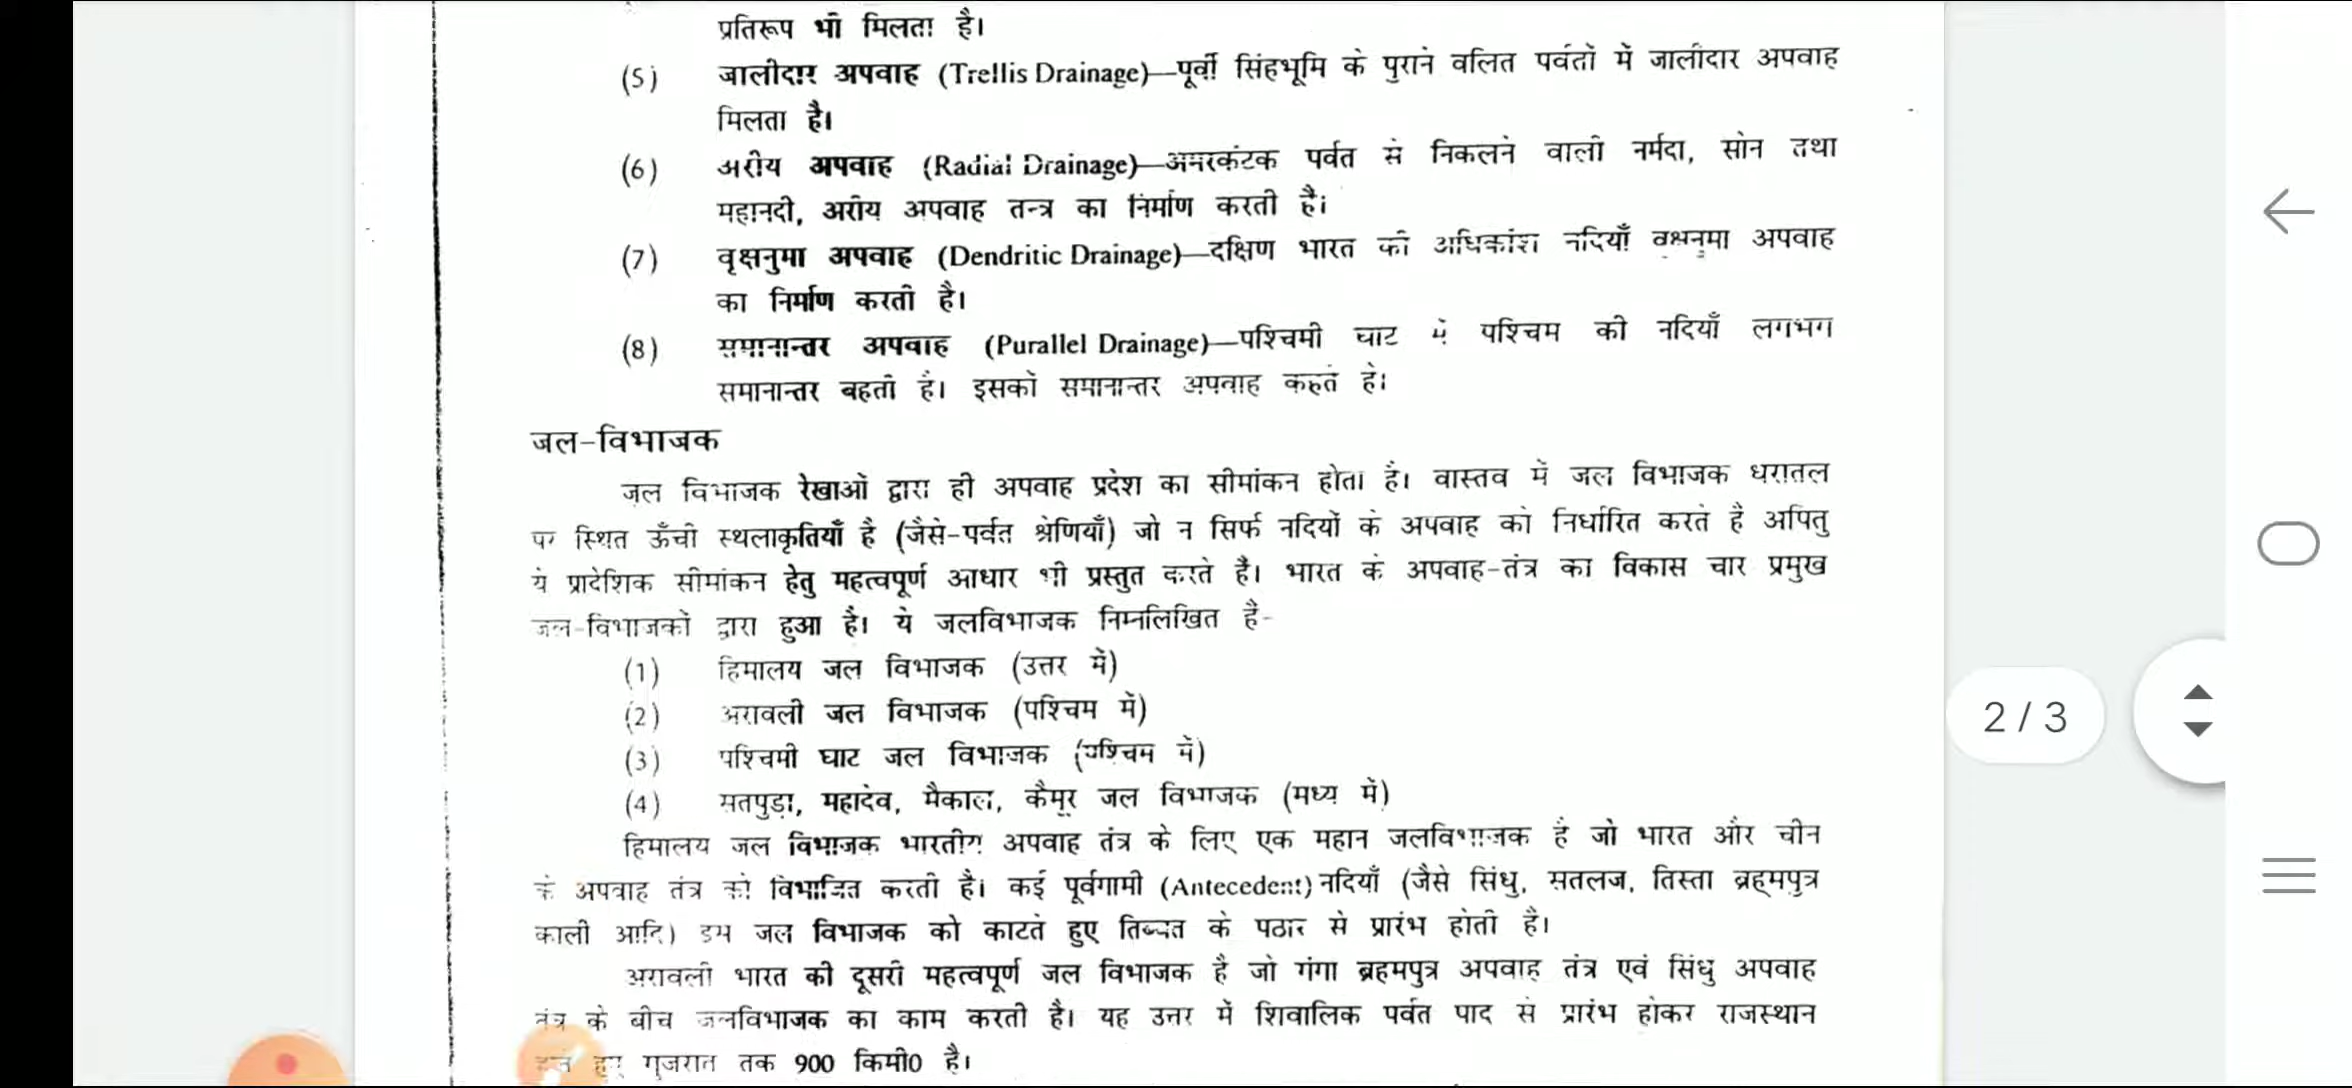 प्रतिरूप भी मिलता है।
(5) जालीदार अपवाह (Trellis Drainage)—पूर्वी सिंहभूमि के पुराने वलित पर्वतों में जालीदार अपवाह
मिलता है।
(6) अरीय अपवाह (Radial Drainage)—अमरकंटक पर्वत से निकलने वाली नर्मदा, सोन तथा
महानदी, अरीय अपवाह तन्त्र का निर्माण करती है।
(7) वृक्षनुमा अपवाह (Dendritic Drainage)—दक्षिण भारत की अधिकांश नदियाँ वृक्षनुमा अपवाह
का निर्माण करती है।
(8) समानान्तर अपवाह (Purallel Drainage)—पश्चिमी घाट में पश्चिम की नदियाँ लगभग
समानान्तर बहती है। इसको समानान्तर अपवाह कहते है।
जल-विभाजक
जल विभाजक रेखाओं द्वारा ही अपवाह प्रदेश का सीमांकन होता है। वास्तव में जल विभाजक धरातल
पर स्थित ऊँची स्थलाकृतियाँ है (जैसे-पर्वत श्रेणियाँ) जो न सिर्फ नदियों के अपवाह को निर्धारित करते है अपितु
ये प्रादेशिक सीमांकन हेतु महत्वपूर्ण आधार भी प्रस्तुत करते है। भारत के अपवाह-तंत्र का विकास चार प्रमुख
जल-विभाजकों द्वारा हुआ है। ये जलविभाजक निम्नलिखित है-
(1) हिमालय जल विभाजक (उत्तर में)
(2) अरावली जल विभाजक (पश्चिम में)
(3) पश्चिमी घाट जल विभाजक (पश्चिम में)
(4) सतपुड़ा, महादेव, मैकाल, कैमूर जल विभाजक (मध्य में)
हिमालय जल विभाजक भारतीय अपवाह तंत्र के लिए एक महान जलविभाजक है जो भारत और चीन
के अपवाह तंत्र को विभाजित करती है। कई पूर्वगामी (Antecedent) नदियाँ (जैसे सिंधु, सतलज, तिस्ता ब्रह्मपुत्र
काली आदि) इस जल विभाजक को काटते हुए तिब्बत के पठार से प्रारंभ होती है।
अरावली भारत की दूसरी महत्वपूर्ण जल विभाजक है जो गंगा ब्रहमपुत्र अपवाह तंत्र एवं सिंधु अपवाह
तंत्र के बीच जलविभाजक का काम करती है। यह उत्तर में शिवालिक पर्वत पाद से प्रारंभ होकर राजस्थान
हुए गुजरात तक 900 किमी0 है।
2 / 3